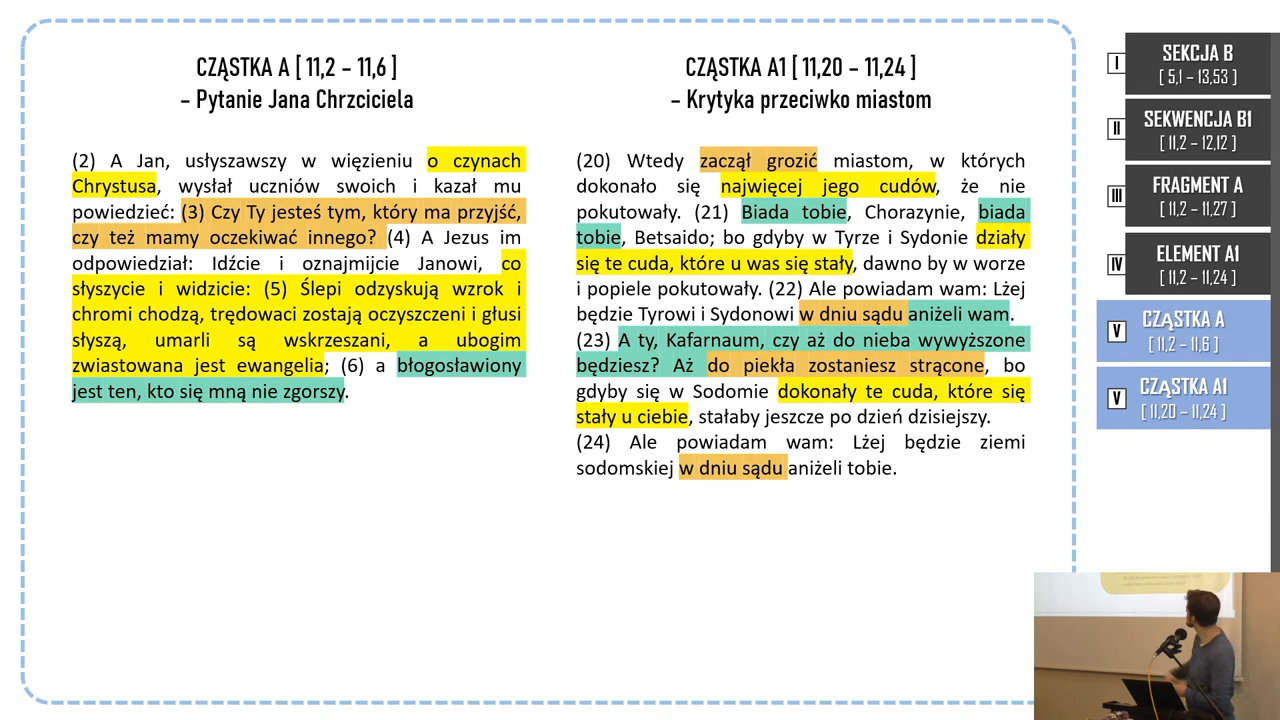 CZĄSTKA A [ 11,2 – 11,6 ]
– Pytanie Jana Chrzciciela
(2) A Jan, usłyszawszy w więzieniu o czynach
Chrystusa, wysłał uczniów swoich i kazał mu
powiedzieć: (3) Czy Ty jesteś tym, który ma przyjść,
czy też mamy oczekiwać innego? (4) A Jezus im
odpowiedział: Idźcie i oznajmijcie Janowi, co
słyszycie i widzicie: (5) Ślepi odzyskują wzrok i
chromi chodzą, trędowaci zostają oczyszczeni i głusi
słyszą, umarli są wskrzeszani, a ubogim
zwiastowana jest ewangelia; (6) a błogosławiony
jest ten, kto się mną nie zgorszy.
CZĄSTKA A1 [ 11,20 – 11,24 ]
– Krytyka przeciwko miastom
(20) Wtedy zaczął grozić miastom, w których
dokonało się najwięcej jego cudów, że nie
pokutowały. (21) Biada tobie, Chorazynie, biada
tobie, Betsaido; bo gdyby w Tyrze i Sydonie działy
się te cuda, które u was się stały, dawno by w worze
i popiele pokutowały. (22) Ale powiadam wam: Lżej
będzie Tyrowi i Sydonowi w dniu sądu aniżeli wam.
(23) A ty, Kafarnaum, czy aż do nieba wywyższone
będziesz? Aż do piekła zostaniesz strącone, bo
gdyby się w Sodomie dokonały te cuda, które się
stały u ciebie, stałaby jeszcze po dzień dzisiejszy.
(24) Ale powiadam wam: Lżej będzie ziemi
sodomskiej w dniu sądu aniżeli tobie.
I
SEKCJA B
[ 5,1 – 13,53 ]
II
SEKWENCJA B1
[ 11,2 – 12,12 ]
III
FRAGMENT A
[ 11,2 – 11,27 ]
IV
ELEMENT A1
[ 11,2 – 11,24 ]
V
CZĄSTKA A
[ 11,2 – 11,6 ]
V
CZĄSTKA A1
[ 11,20 – 11,24 ]